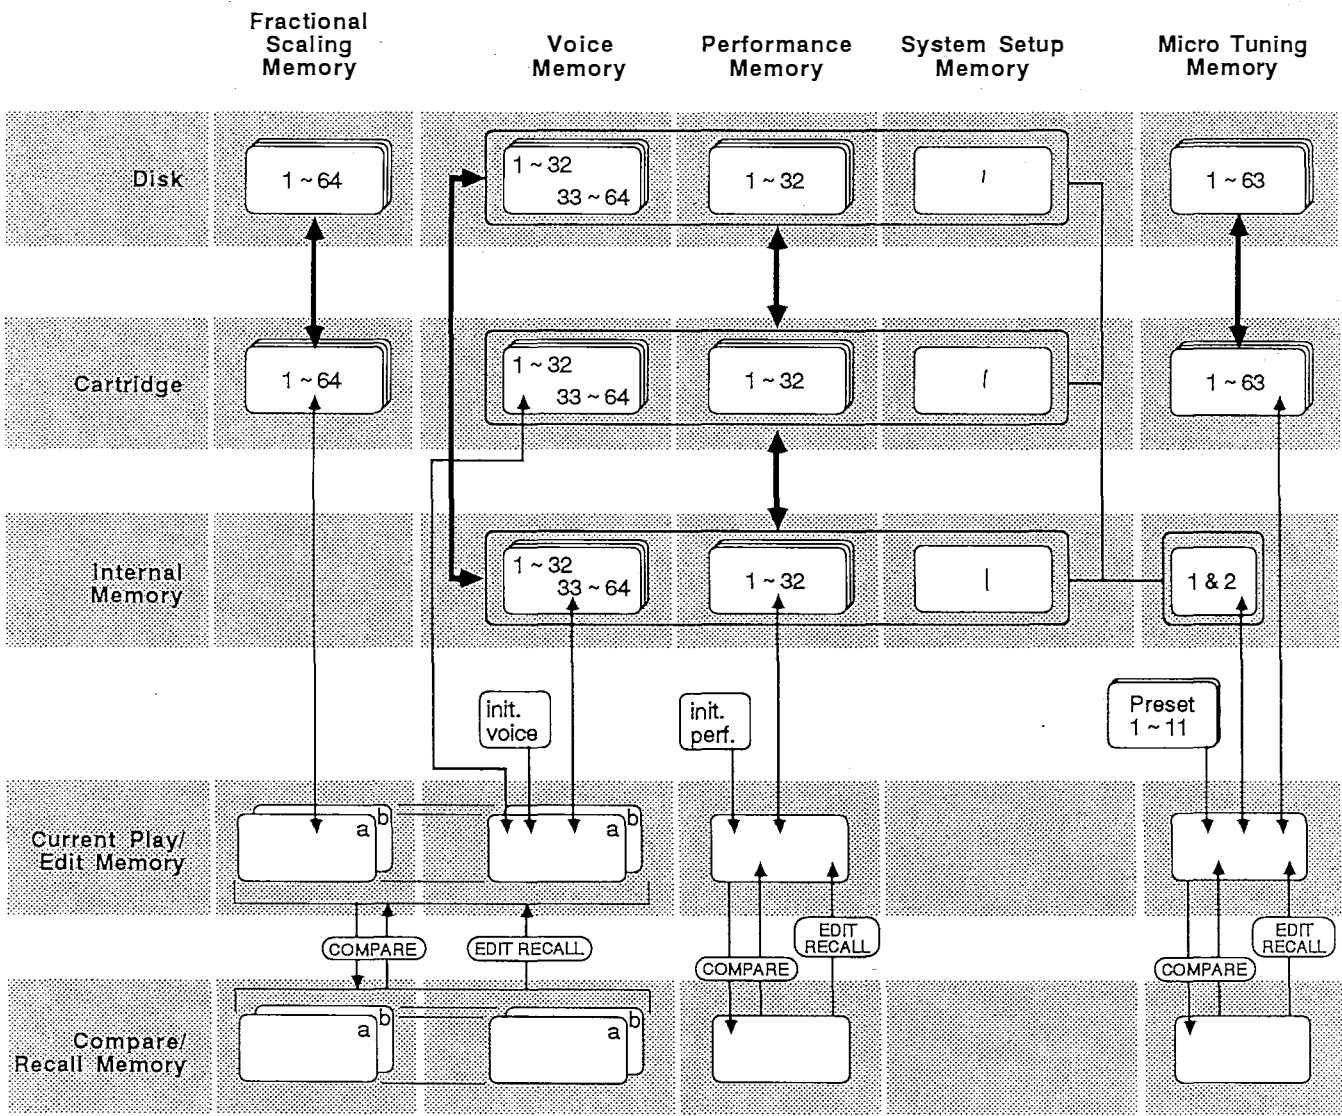 Fractional
Scaling
Memory
Voice
Memory
Performance
Memory
System Setup
Memory
Micro Tuning
Memory
Disk
1 ~ 64
1 ~ 32
33 ~ 64
1 ~ 32
1
1 ~ 63
Cartridge
1 ~ 64
1 ~ 32
33 ~ 64
1 ~ 32
1
1 ~ 63
Internal
Memory
1 ~ 32
33 ~ 64
1 ~ 32
1
1 & 2
init.
voice
init.
perf.
Preset
1 ~ 11
Current Play/
Edit Memory
a
b
a
b
COMPARE
EDIT RECALL
COMPARE
EDIT
RECALL
COMPARE
EDIT
RECALL
Compare/
Recall Memory
a
b
a
b